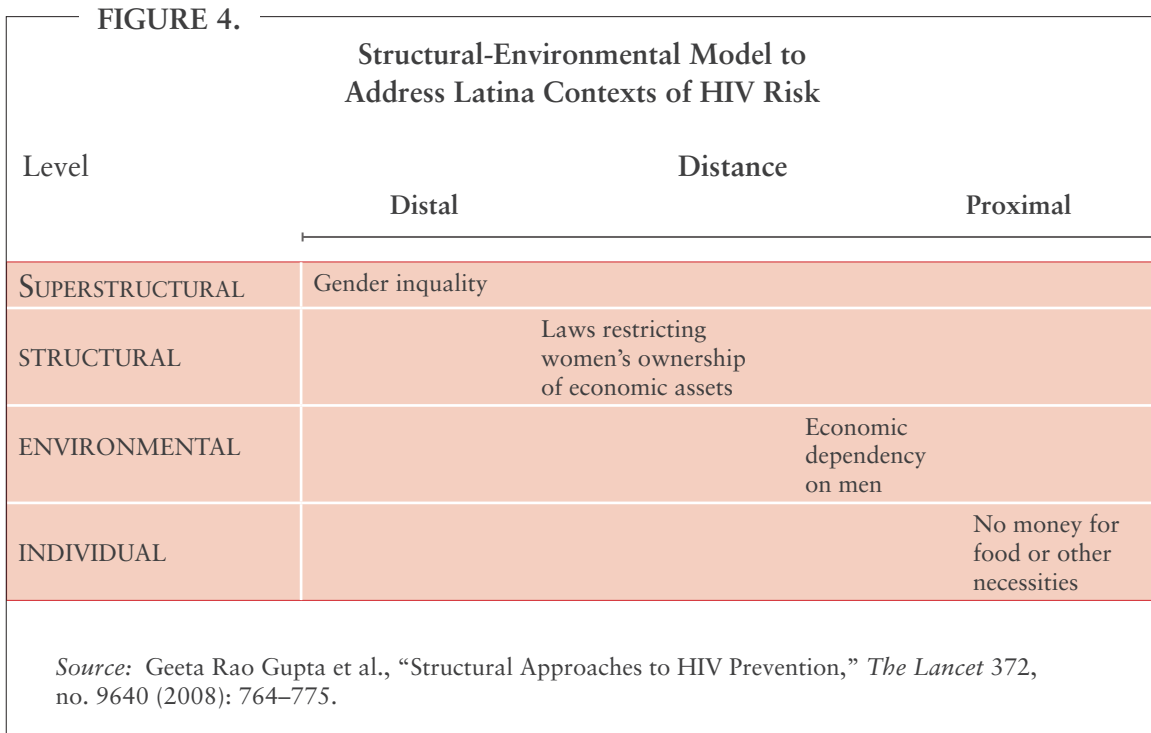 FIGURE 4.
Structural-Environmental Model to
Address Latina Contexts of HIV Risk
Level
Distance
Distal
Proximal
SUPERSTRUCTURAL
Gender inquality
STRUCTURAL
Laws restricting
women’s ownership
of economic assets
ENVIRONMENTAL
Economic
dependency
on men
INDIVIDUAL
No money for
food or other
necessities
Source: Geeta Rao Gupta et al., “Structural Approaches to HIV Prevention,” The Lancet 372,
no. 9640 (2008): 764–775.